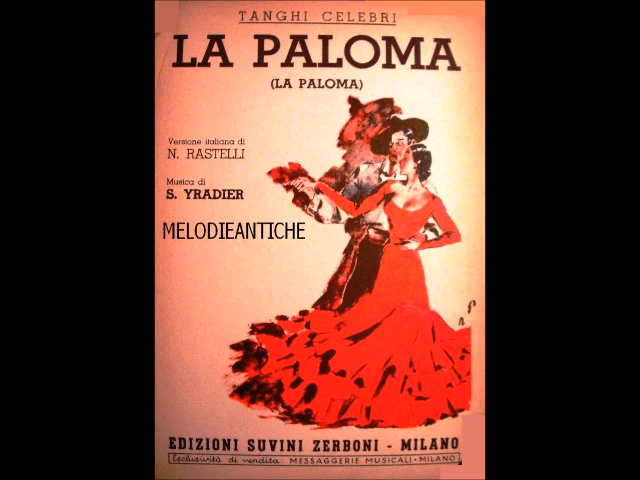 TANGHI CELEBRI
LA PALOMA
(LA PALOMA)
Versione italiana di
N. RASTELLI
Musica di
S. YRADIER
MELODIEANTICHE
EDIZIONI SUVINI ZERBONI - MILANO
Esclusività di vendita: MESSAGGERIE MUSICALI - MILANO